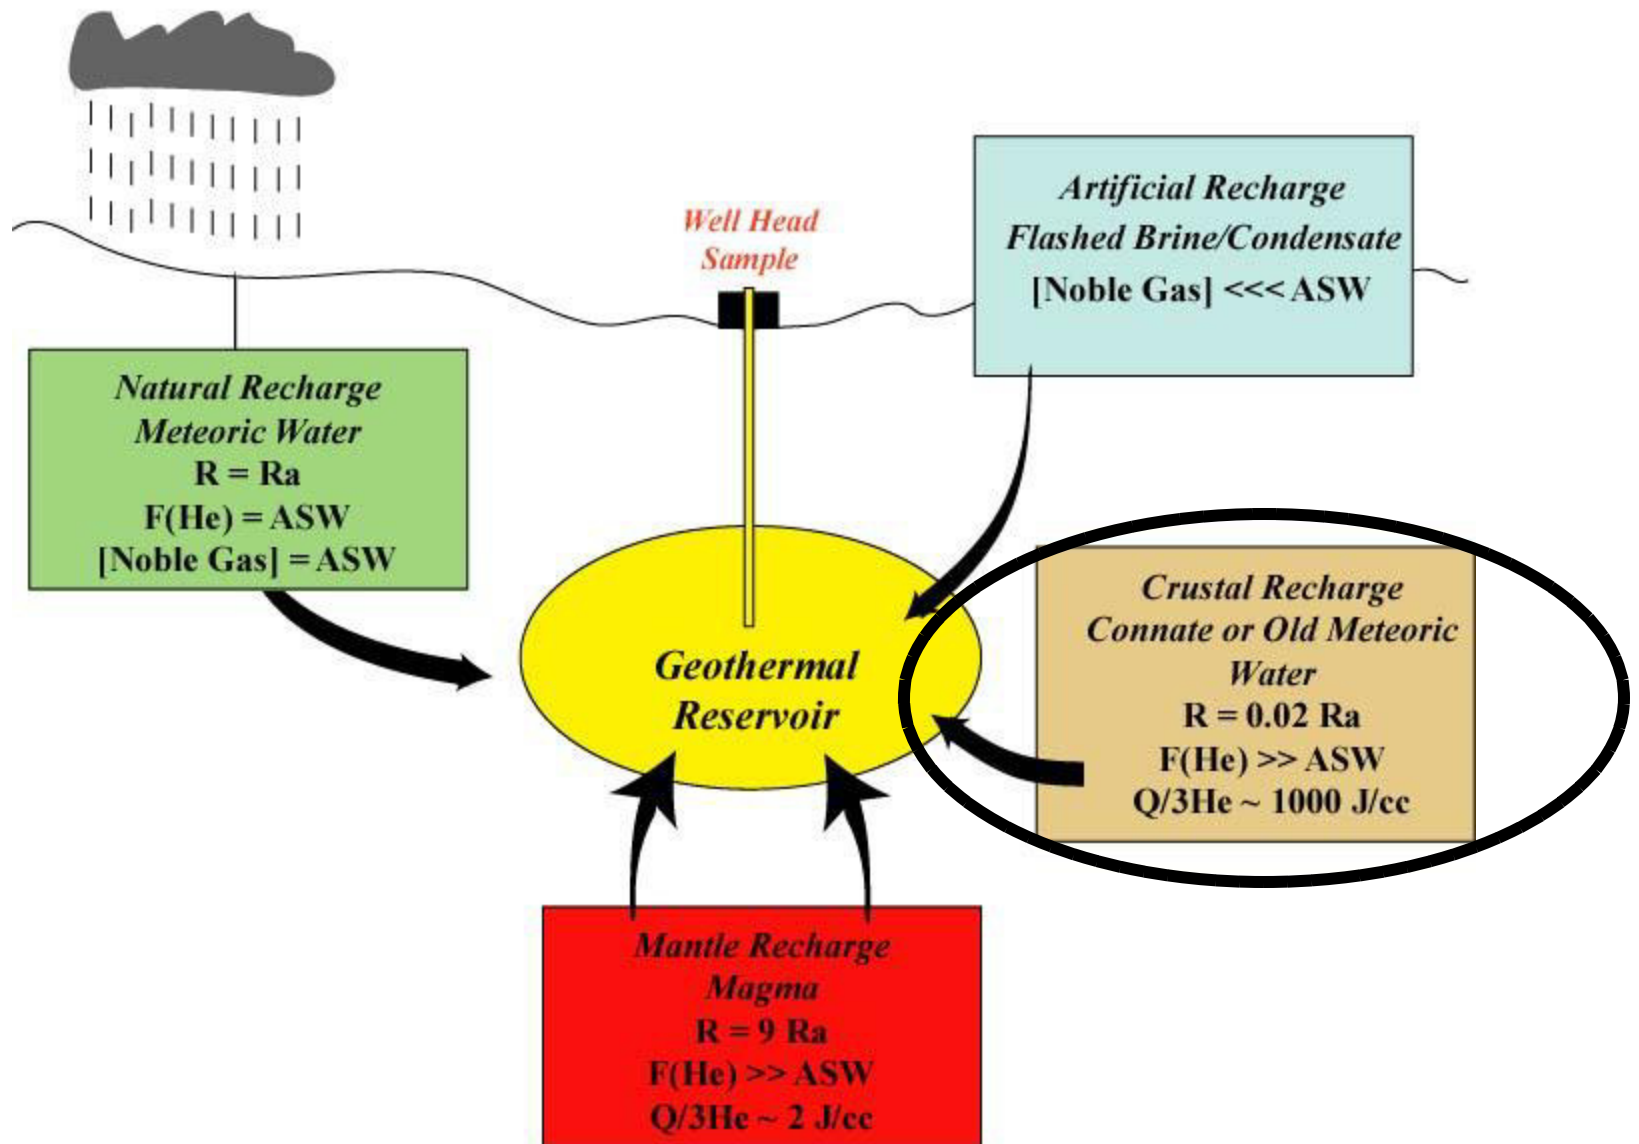 Well Head
Sample
Artificial Recharge
Flashed Brine/Condensate
[Noble Gas] <<< ASW
Natural Recharge
Meteoric Water
R = Ra
F(He) = ASW
[Noble Gas] = ASW
Geothermal
Reservoir
Crustal Recharge
Connate or Old Meteoric
Water
R = 0.02 Ra
F(He) >> ASW
Q/3He ~ 1000 J/cc
Mantle Recharge
Magma
R = 9 Ra
F(He) >> ASW
Q/3He ~ 2 J/cc